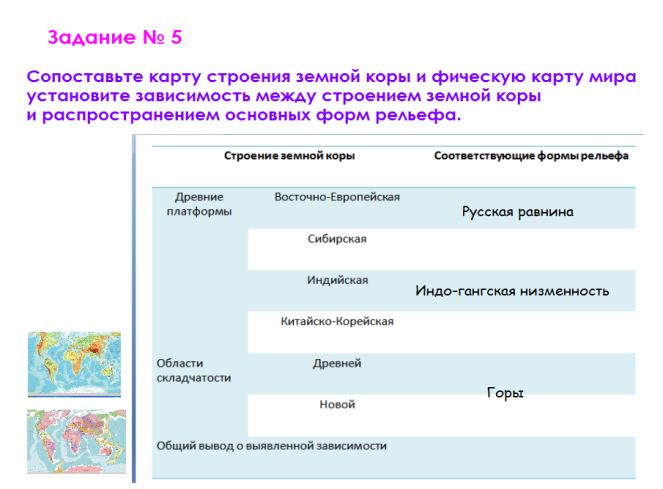 Задание № 5
Сопоставьте карту строения земной коры и фическую карту мира
установите зависимость между строением земной коры
и распространением основных форм рельефа.
Строение земной коры Соответствующие формы рельефа
Древние платформы Восточно-Европейская Русская равнина
Сибирская
Индийская Индо-гангская низменность
Китайско-Корейская
Области складчатости Древней
Горы
Новой
Общий вывод о выявленной зависимости